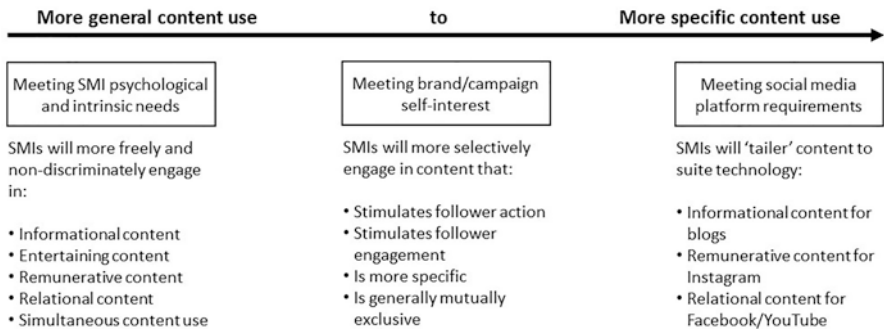 More general content use to More specific content use
Meeting SMI psychological
and intrinsic needs
SMIs will more freely and
non-discriminately engage
in:
• Informational content
• Entertaining content
• Remunerative content
• Relational content
• Simultaneous content use
Meeting brand/campaign
self-interest
SMIs will more selectively
engage in content that:
• Stimulates follower action
• Stimulates follower
engagement
• Is more specific
• Is generally mutually
exclusive
Meeting social media
platform requirements
SMIs will ‘tailer’ content to
suite technology:
• Informational content for
blogs
• Remunerative content for
Instagram
• Relational content for
Facebook/YouTube